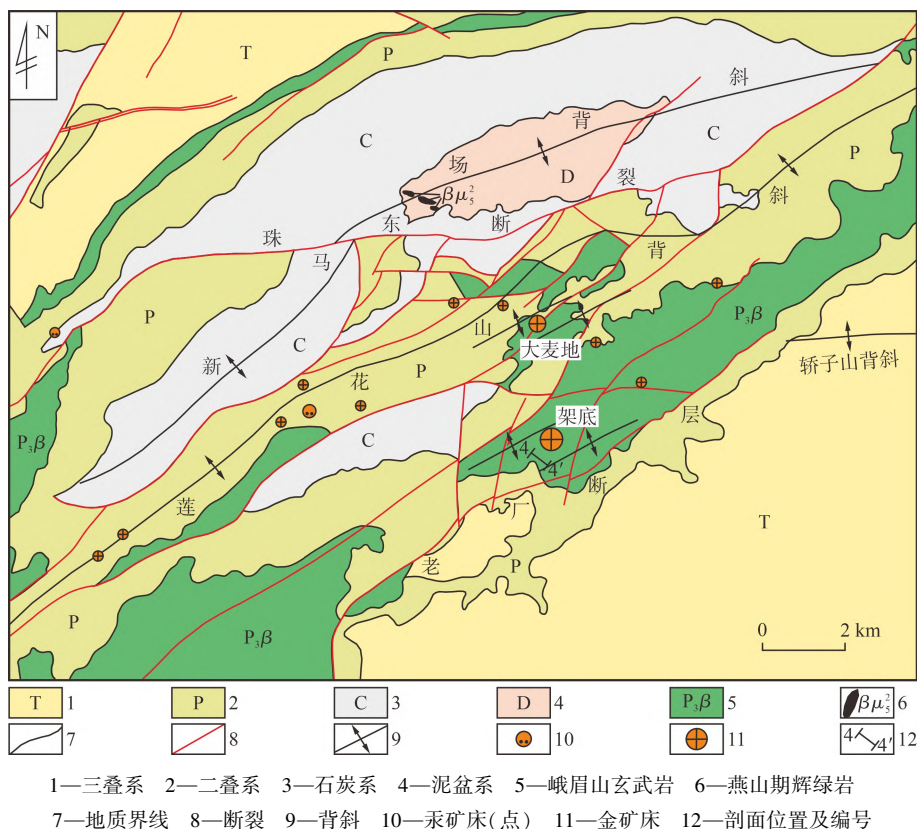 N
T
P
C
背
斜
场
D
C
P
βμ₅²
东
断
裂
斜
珠
马
背
P
山
P₃β
大麦地
轿子山背斜
新
C
花
P
P₃β
架底
层
C
4
4′
莲
断
T
厂
老
P
P
P₃β
0 2 km
T 1 P 2 C 3 D 4 P₃β 5 βμ₅² 6
7 8 9 10 11 4 4′ 12
1—三叠系 2—二叠系 3—石炭系 4—泥盆系 5—峨眉山玄武岩 6—燕山期辉绿岩
7—地质界线 8—断裂 9—背斜 10—汞矿床(点) 11—金矿床 12—剖面位置及编号